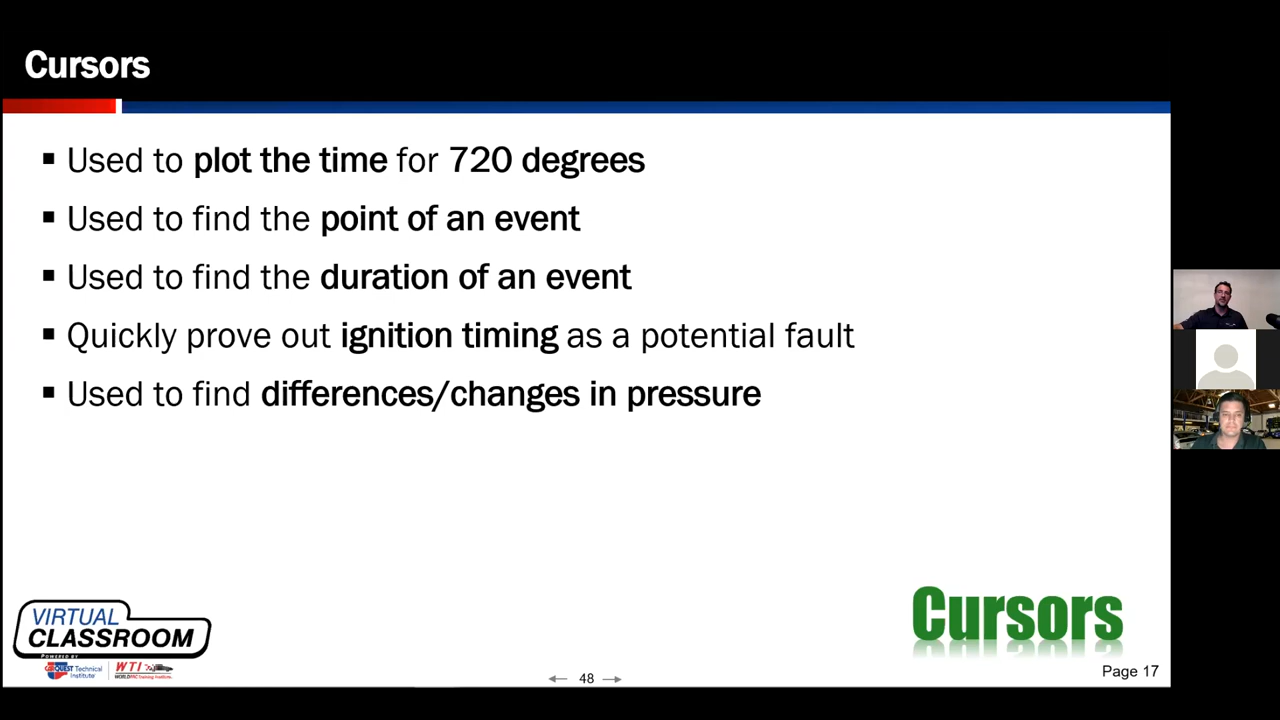 Cursors
Used to plot the time for 720 degrees
Used to find the point of an event
Used to find the duration of an event
Quickly prove out ignition timing as a potential fault
Used to find differences/changes in pressure
VIRTUAL
CLASSROOM
POWERED BY
CARQUEST Technical Institute
WTI
WORLDPAC Training Institute
Cursors
Page 17
48